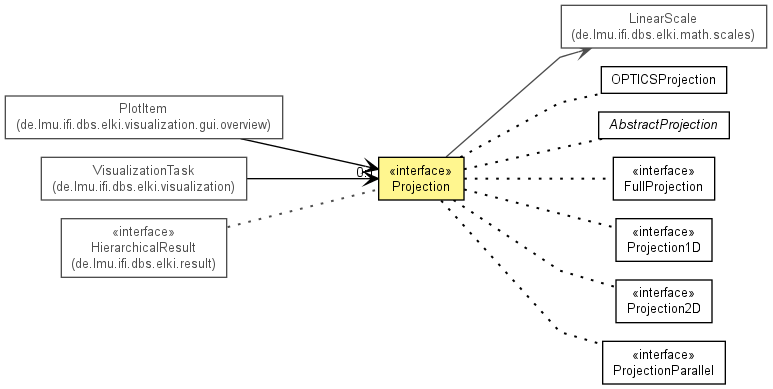 LinearScale
(de.lmu.ifi.dbs.elki.math.scales)
OPTICSProjection
PlotItem
(de.lmu.ifi.dbs.elki.visualization.gui.overview)
AbstractProjection
VisualizationTask
(de.lmu.ifi.dbs.elki.visualization)
«interface»
Projection
«interface»
FullProjection
«interface»
HierarchicalResult
(de.lmu.ifi.dbs.elki.result)
«interface»
Projection1D
«interface»
Projection2D
«interface»
ProjectionParallel